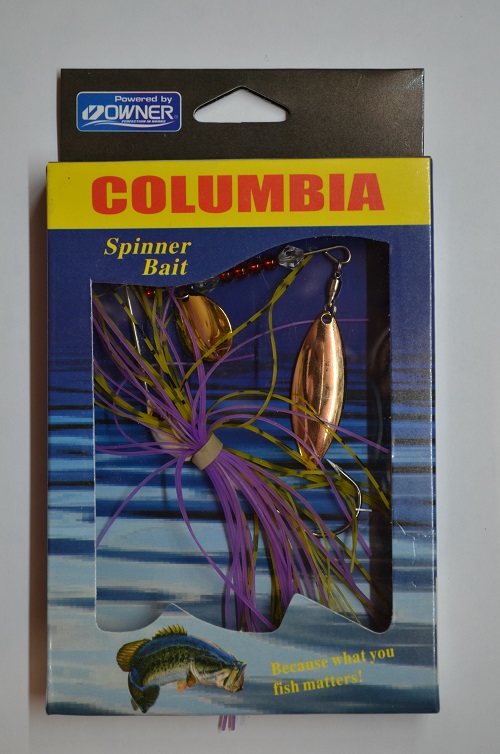 Powered by
OWNER
COLUMBIA
Spinner
Bait
Because what you
fish matters!